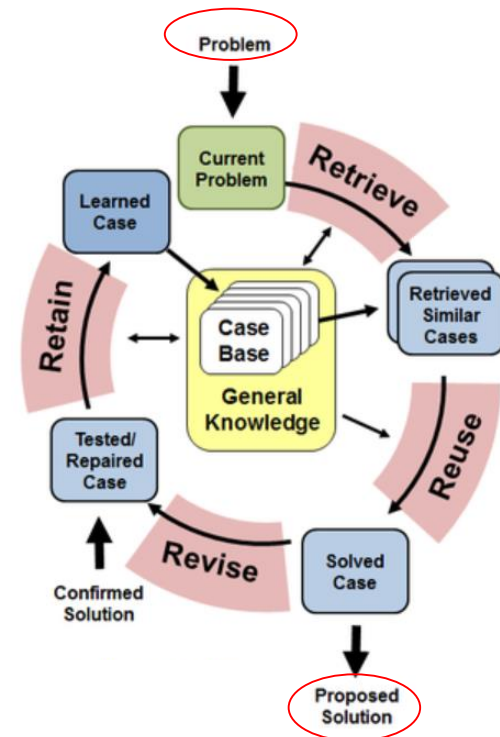 Problem
Current
Problem
Retrieve
Learned
Case
Retrieved
Similar
Cases
Case
Base
General
Knowledge
Retain
Reuse
Tested/
Repaired
Case
Revise
Solved
Case
Confirmed
Solution
Proposed
Solution